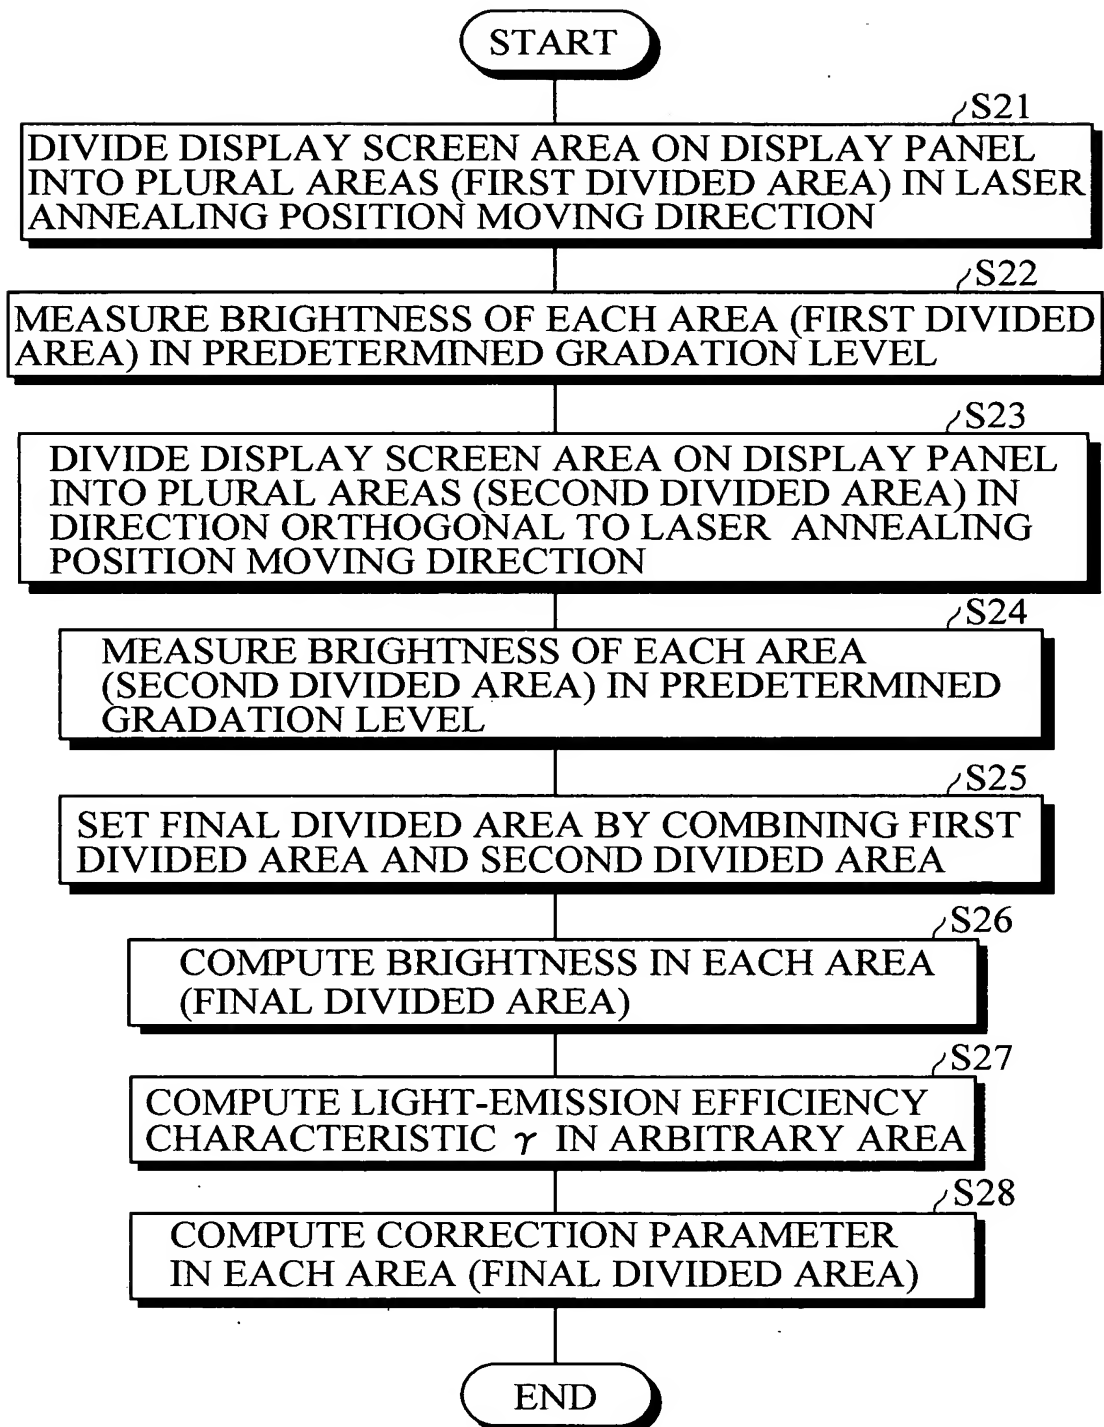 START
S21
DIVIDE DISPLAY SCREEN AREA ON DISPLAY PANEL
INTO PLURAL AREAS (FIRST DIVIDED AREA) IN LASER
ANNEALING POSITION MOVING DIRECTION
S22
MEASURE BRIGHTNESS OF EACH AREA (FIRST DIVIDED
AREA) IN PREDETERMINED GRADATION LEVEL
S23
DIVIDE DISPLAY SCREEN AREA ON DISPLAY PANEL
INTO PLURAL AREAS (SECOND DIVIDED AREA) IN
DIRECTION ORTHOGONAL TO LASER ANNEALING
POSITION MOVING DIRECTION
S24
MEASURE BRIGHTNESS OF EACH AREA
(SECOND DIVIDED AREA) IN PREDETERMINED
GRADATION LEVEL
S25
SET FINAL DIVIDED AREA BY COMBINING FIRST
DIVIDED AREA AND SECOND DIVIDED AREA
S26
COMPUTE BRIGHTNESS IN EACH AREA
(FINAL DIVIDED AREA)
S27
COMPUTE LIGHT-EMISSION EFFICIENCY
CHARACTERISTIC γ IN ARBITRARY AREA
S28
COMPUTE CORRECTION PARAMETER
IN EACH AREA (FINAL DIVIDED AREA)
END